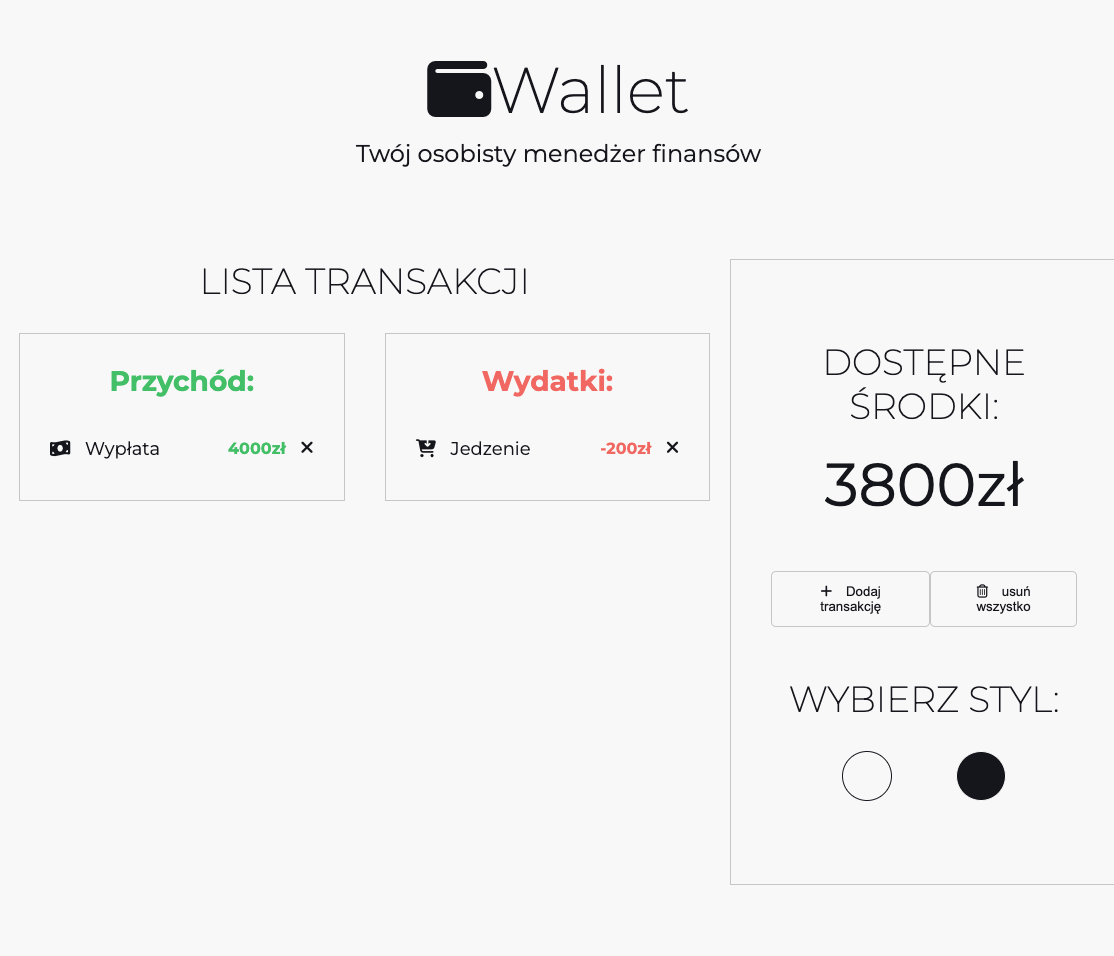 Wallet
Twój osobisty menedżer finansów
LISTA TRANSAKCJI
Przychód:
Wypłata 4000zł
Wydatki:
Jedzenie -200zł
DOSTĘPNE
ŚRODKI:
3800zł
Dodaj
transakcję
usuń
wszystko
WYBIERZ STYL: